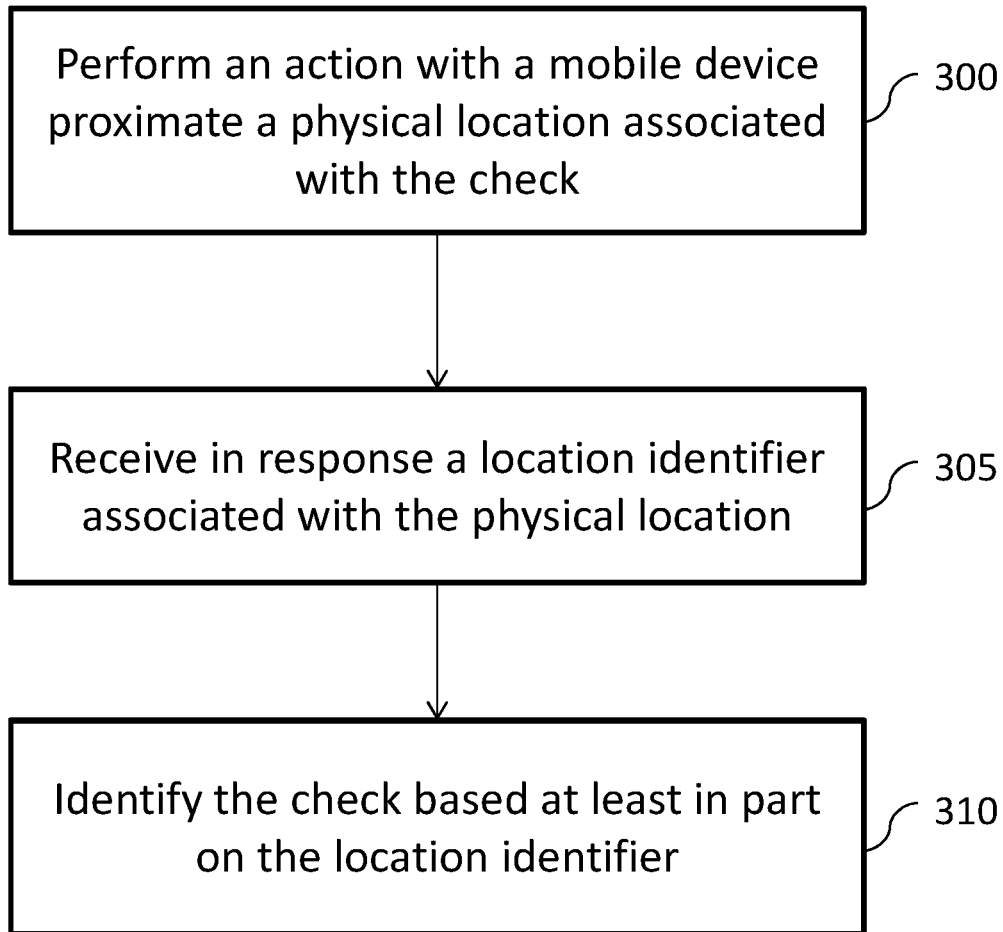 Perform an action with a mobile device
proximate a physical location associated
with the check
300
Receive in response a location identifier
associated with the physical location
305
Identify the check based at least in part
on the location identifier
310